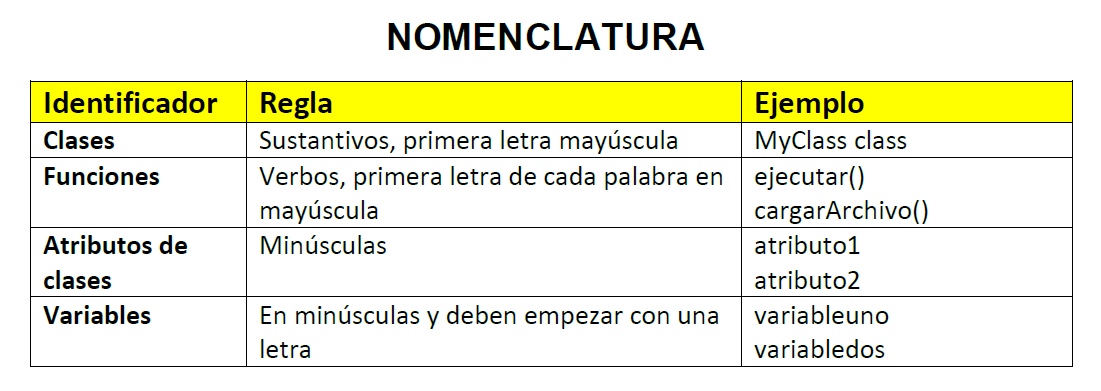 NOMENCLATURA
Identificador Regla Ejemplo
Clases Sustantivos, primera letra mayúscula MyClass class
Funciones Verbos, primera letra de cada palabra en ejecutar()
mayúscula cargarArchivo()
Atributos de Minúsculas atributo1
clases atributo2
Variables En minúsculas y deben empezar con una variableuno
letra variabledos